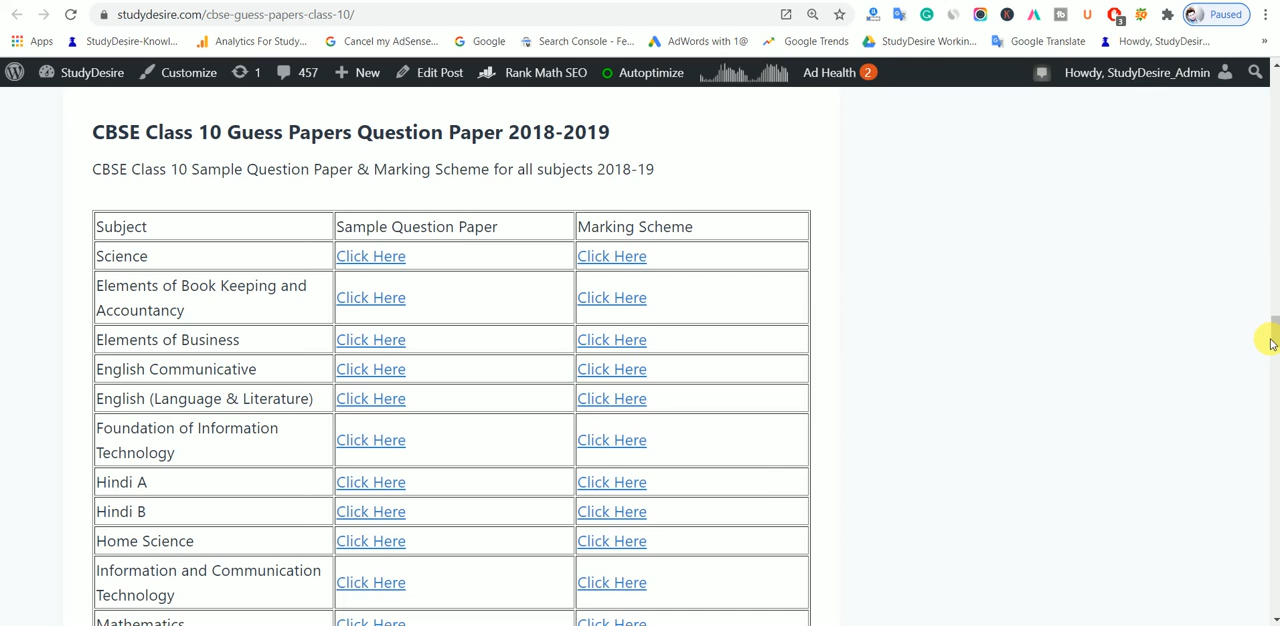 studydesire.com/cbse-guess-papers-class-10/
Paused
Apps StudyDesire-Knowl... Analytics For Study... Cancel my AdSense... Google Search Console - Fe... AdWords with 1@ Google Trends StudyDesire Workin... Google Translate Howdy, StudyDesir... »
StudyDesire Customize 1 457 New Edit Post Rank Math SEO Autoptimize Ad Health 2 Howdy, StudyDesire_Admin
CBSE Class 10 Guess Papers Question Paper 2018-2019
CBSE Class 10 Sample Question Paper & Marking Scheme for all subjects 2018-19
Subject Sample Question Paper Marking Scheme
Science Click Here Click Here
Elements of Book Keeping and
Accountancy Click Here Click Here
Elements of Business Click Here Click Here
English Communicative Click Here Click Here
English (Language & Literature) Click Here Click Here
Foundation of Information
Technology Click Here Click Here
Hindi A Click Here Click Here
Hindi B Click Here Click Here
Home Science Click Here Click Here
Information and Communication
Technology Click Here Click Here
Mathematics Click Here Click Here